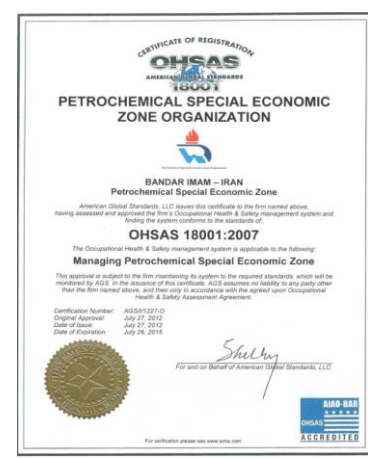 CERTIFICATE OF REGISTRATION
OHSAS
AMERICAN GLOBAL STANDARDS
18001
PETROCHEMICAL SPECIAL ECONOMIC
ZONE ORGANIZATION
Petrochemical Special Economic Zone Organization
BANDAR IMAM – IRAN
Petrochemical Special Economic Zone
American Global Standards, LLC issues this certificate to the firm named above,
having assessed and approved the firm's Occupational Health & Safety management system and
finding the system conforms to the standards of:
OHSAS 18001:2007
The Occupational Health & Safety management system is applicable to the following:
Managing Petrochemical Special Economic Zone
This approval is subject to the firm maintaining its system to the required standards, which will be
monitored by AGS. In the issuance of this certificate, AGS assumes no liability to any party other
than the firm named above, and then only in accordance with the agreed upon Occupational
Health & Safety Assessment Agreement.
Certification Number:
Original Approval: July 27, 2012
Date of Issue: July 27, 2012
Date of Expiration: July 26, 2015
For and on Behalf of American Global Standards, LLC
AIAO-BAR
OHSAS
ACCREDITED
For verification please see